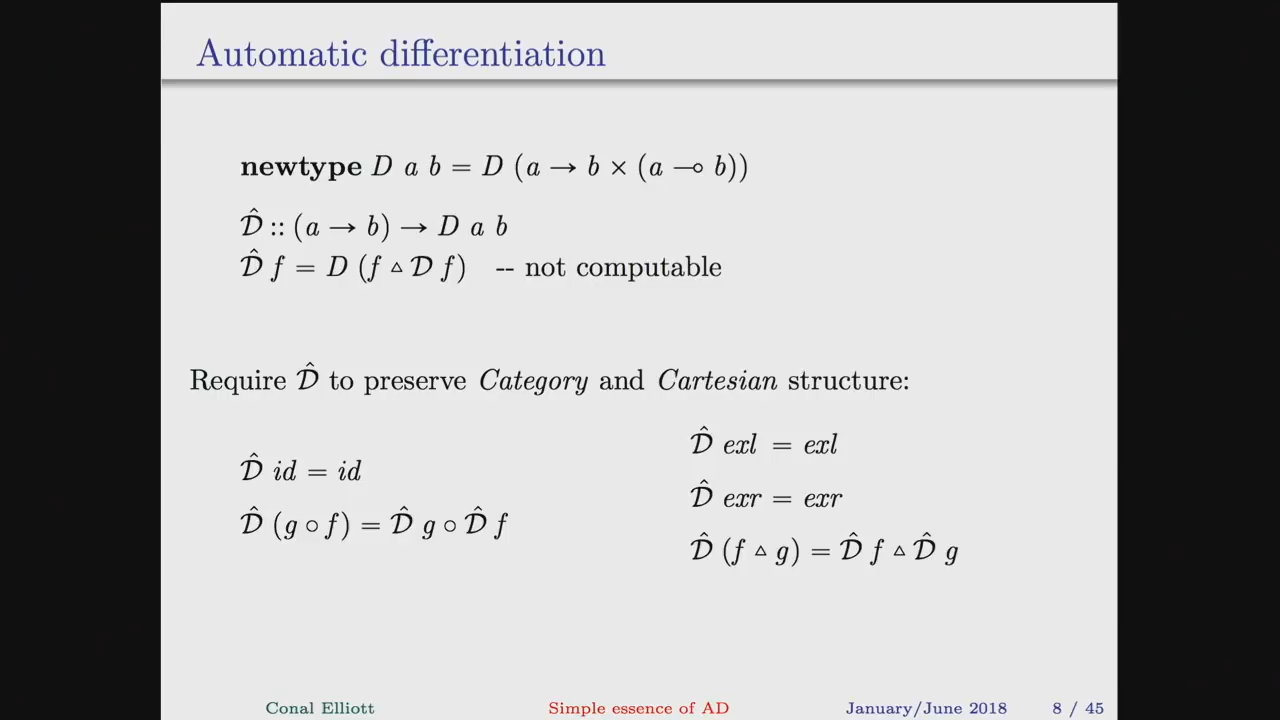 Automatic differentiation
newtype D a b = D (a → b × (a ⊸ b))
𝒟̂ :: (a → b) → D a b
𝒟̂ f = D (f ▵ 𝒟 f) -- not computable
Require 𝒟̂ to preserve Category and Cartesian structure:
𝒟̂ id = id
𝒟̂ (g ∘ f) = 𝒟̂ g ∘ 𝒟̂ f
𝒟̂ exl = exl
𝒟̂ exr = exr
𝒟̂ (f ▵ g) = 𝒟̂ f ▵ 𝒟̂ g
Conal Elliott Simple essence of AD January/June 2018 8 / 45